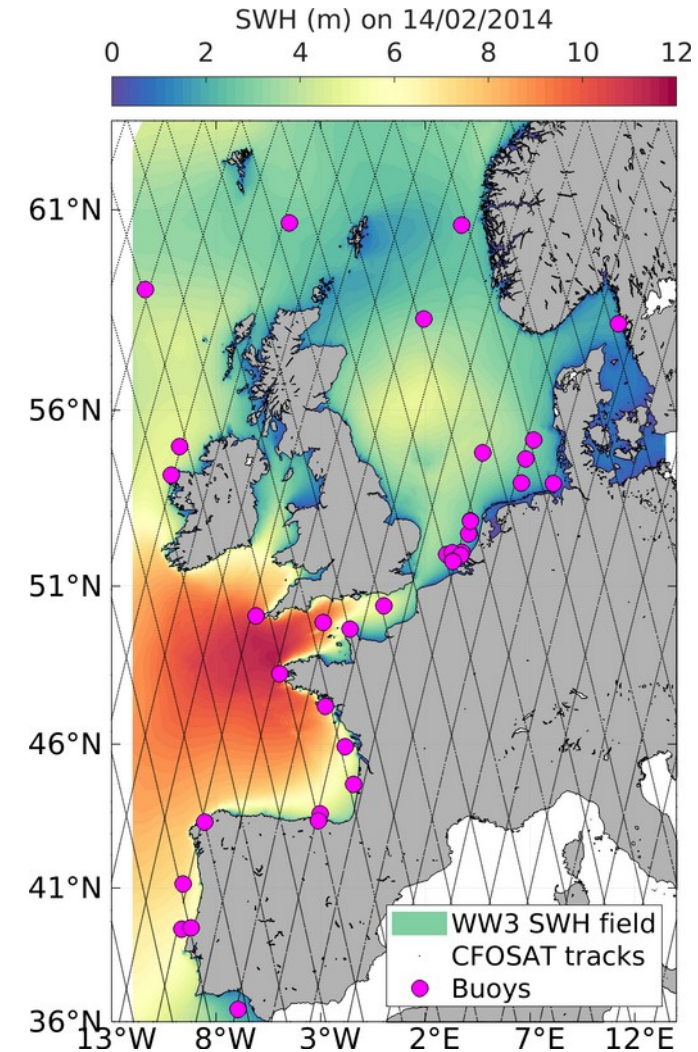 SWH (m) on 14/02/2014
0 2 4 6 8 10 12
61°N
56°N
51°N
46°N
41°N
36°N
WW3 SWH field
CFOSAT tracks
Buoys
13°W 8°W 3°W 2°E 7°E 12°E